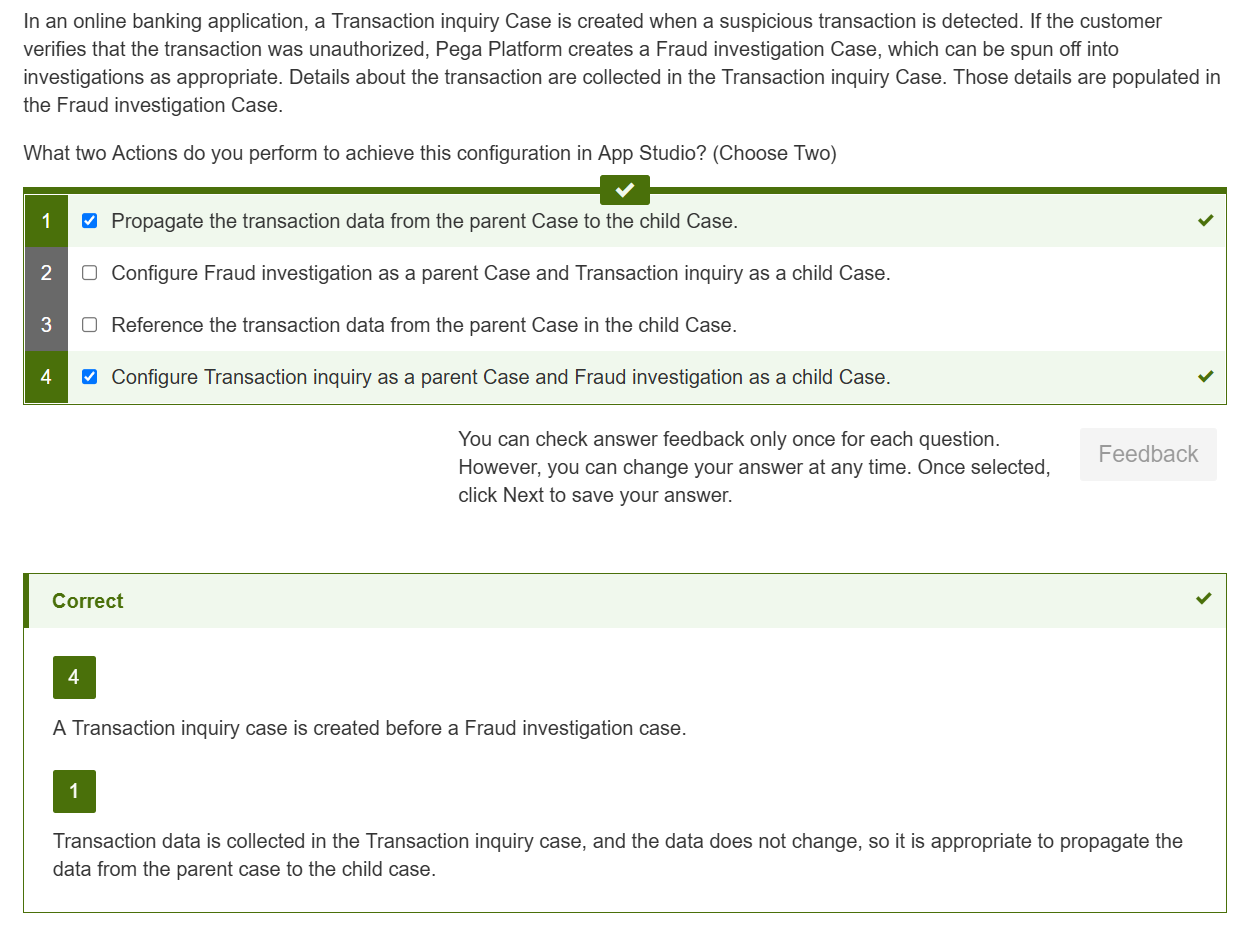 In an online banking application, a Transaction inquiry Case is created when a suspicious transaction is detected. If the customer
verifies that the transaction was unauthorized, Pega Platform creates a Fraud investigation Case, which can be spun off into
investigations as appropriate. Details about the transaction are collected in the Transaction inquiry Case. Those details are populated in
the Fraud investigation Case.
What two Actions do you perform to achieve this configuration in App Studio? (Choose Two)
1 Propagate the transaction data from the parent Case to the child Case.
2 Configure Fraud investigation as a parent Case and Transaction inquiry as a child Case.
3 Reference the transaction data from the parent Case in the child Case.
4 Configure Transaction inquiry as a parent Case and Fraud investigation as a child Case.
You can check answer feedback only once for each question.
However, you can change your answer at any time. Once selected,
click Next to save your answer.
Feedback
Correct
4
A Transaction inquiry case is created before a Fraud investigation case.
1
Transaction data is collected in the Transaction inquiry case, and the data does not change, so it is appropriate to propagate the
data from the parent case to the child case.